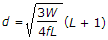 d = √(3W / 4fL) (L + 1)